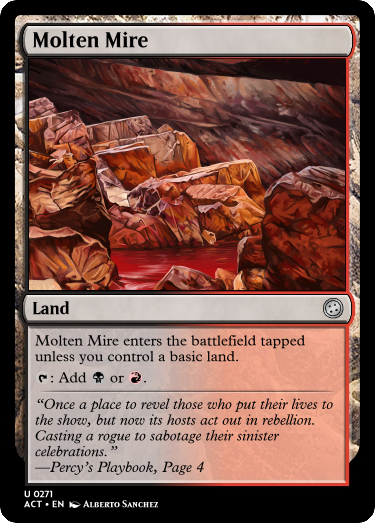 Molten Mire
Land
Molten Mire enters the battlefield tapped
unless you control a basic land.
: Add or .
“Once a place to revel those who put their lives to
the show, but now its hosts act out in rebellion.
Casting a rogue to sabotage their sinister
celebrations.”
—Percy's Playbook, Page 4
U 0271
ACT • EN Alberto Sanchez